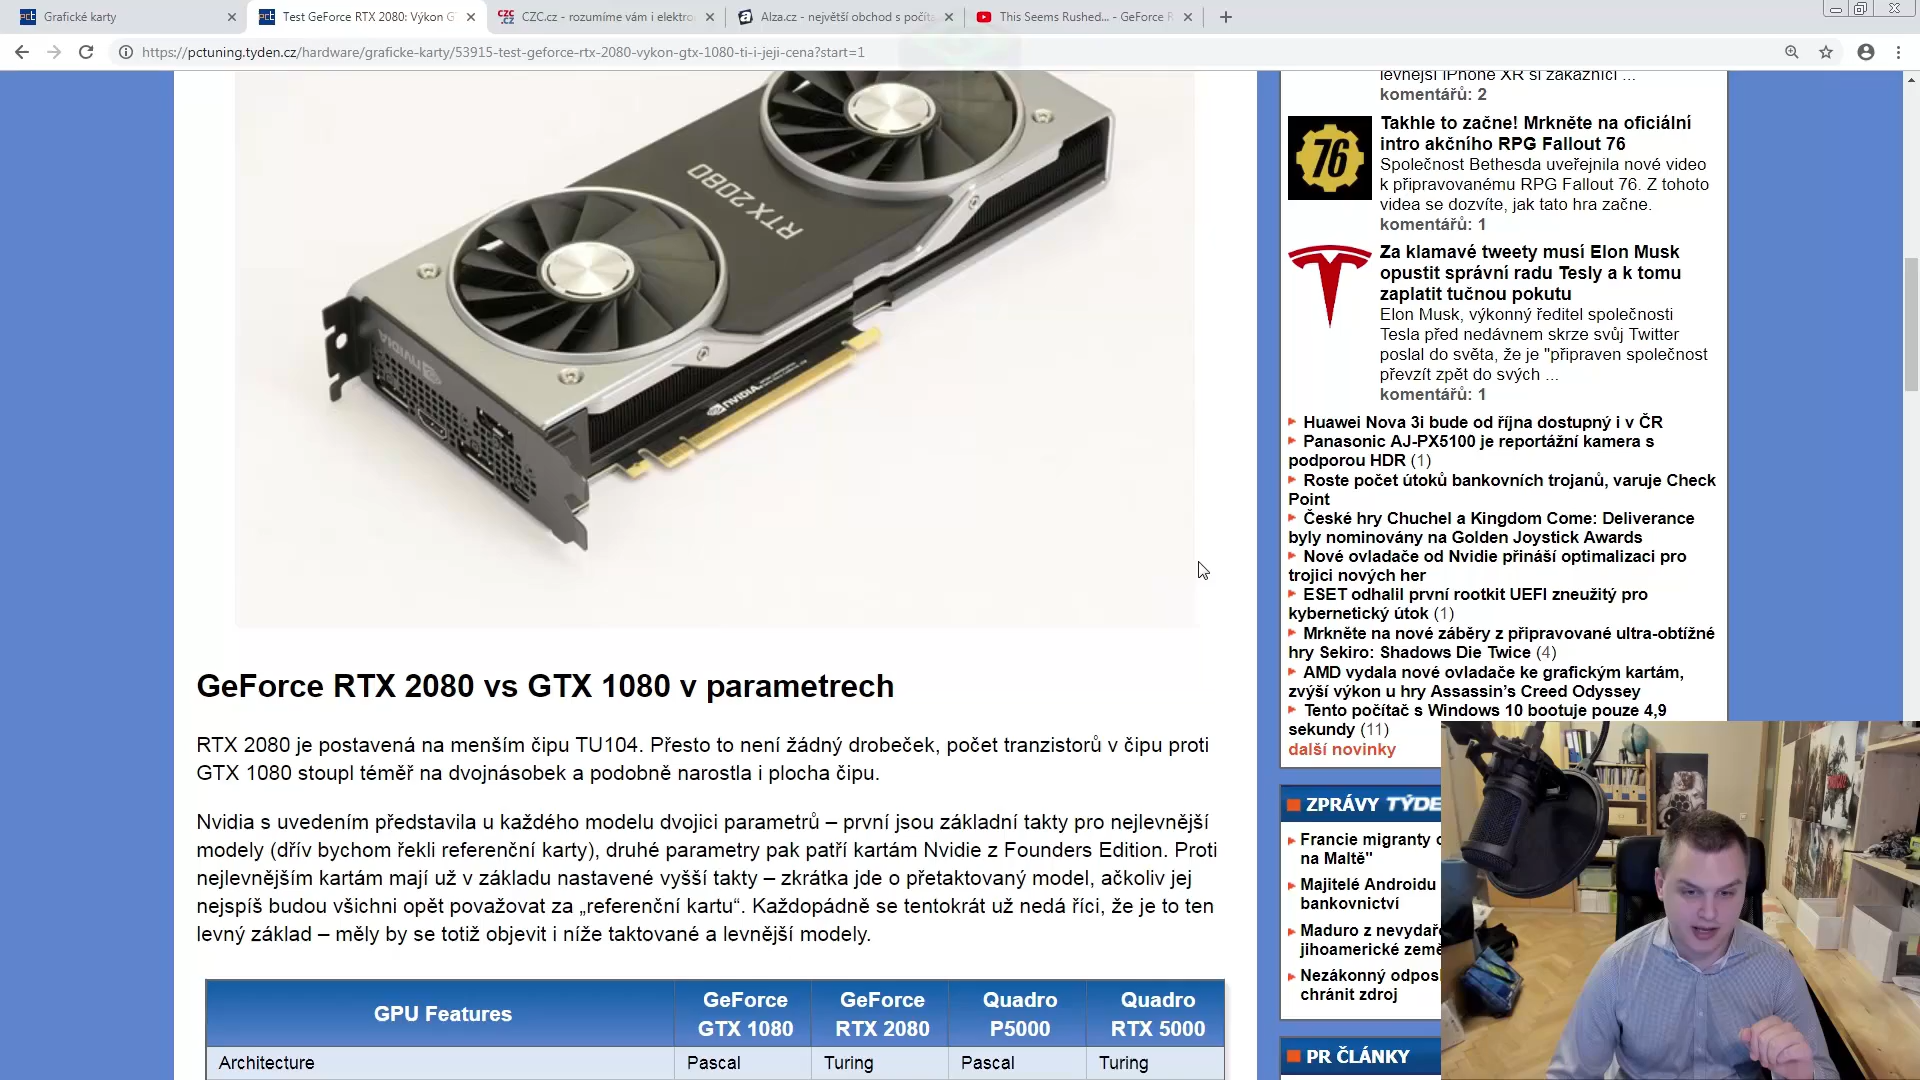 Grafické karty
Test GeForce RTX 2080: Výkon G
CZC.cz - rozumíme vám i elektro
Alza.cz - největší obchod s počíta
This Seems Rushed... - GeForce R
https://pctuning.tyden.cz/hardware/graficke-karty/53915-test-geforce-rtx-2080-vykon-gtx-1080-ti-i-jeji-cena?start=1
RTX 2080
NVIDIA
NVIDIA
GeForce RTX 2080 vs GTX 1080 v parametrech
RTX 2080 je postavená na menším čipu TU104. Přesto to není žádný drobeček, počet tranzistorů v čipu proti
GTX 1080 stoupl téměř na dvojnásobek a podobně narostla i plocha čipu.
Nvidia s uvedením představila u každého modelu dvojici parametrů – první jsou základní takty pro nejlevnější
modely (dřív bychom řekli referenční karty), druhé parametry pak patří kartám Nvidie z Founders Edition. Proti
nejlevnějším kartám mají už v základu nastavené vyšší takty – zkrátka jde o přetaktovaný model, ačkoliv jej
nejspíš budou všichni opět považovat za „referenční kartu“. Každopádně se tentokrát už nedá říci, že je to ten
levný základ – měly by se totiž objevit i níže taktované a levnější modely.
GPU Features
GeForce
GTX 1080
GeForce
RTX 2080
Quadro
P5000
Quadro
RTX 5000
Architecture
Pascal
Turing
Pascal
Turing
levnější iPhone XR si zákazníci ...
komentářů: 2
76
Takhle to začne! Mrkněte na oficiální
intro akčního RPG Fallout 76
Společnost Bethesda uveřejnila nové video
k připravovanému RPG Fallout 76. Z tohoto
videa se dozvíte, jak tato hra začne.
komentářů: 1
Za klamavé tweety musí Elon Musk
opustit správní radu Tesly a k tomu
zaplatit tučnou pokutu
Elon Musk, výkonný ředitel společnosti
Tesla před nedávnem skrze svůj Twitter
poslal do světa, že je "připraven společnost
převzít zpět do svých ...
komentářů: 1
Huawei Nova 3i bude od října dostupný i v ČR
Panasonic AJ-PX5100 je reportážní kamera s
podporou HDR (1)
Roste počet útoků bankovních trojanů, varuje Check
Point
České hry Chuchel a Kingdom Come: Deliverance
byly nominovány na Golden Joystick Awards
Nové ovladače od Nvidie přináší optimalizaci pro
trojici nových her
ESET odhalil první rootkit UEFI zneužitý pro
kybernetický útok (1)
Mrkněte na nové záběry z připravované ultra-obtížné
hry Sekiro: Shadows Die Twice (4)
AMD vydala nové ovladače ke grafickým kartám,
zvýší výkon u hry Assassin’s Creed Odyssey
Tento počítač s Windows 10 bootuje pouze 4,9
sekundy (11)
další novinky
ZPRÁVY TÝDE
Francie migranty
na Maltě"
Majitelé Androidu
bankovnictví
Maduro z nevydař
jihoamerické země
Nezákonný odposl
chránit zdroj
PR ČLÁNKY